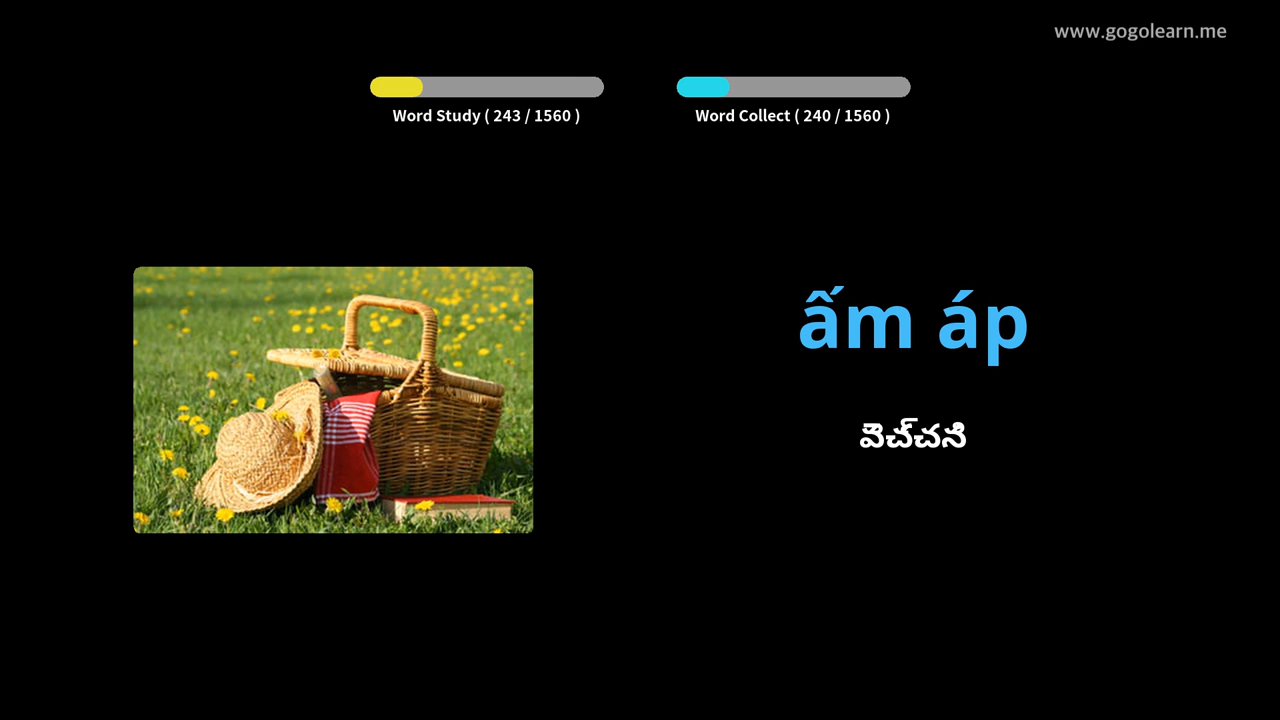 www.gogolearn.me
Word Study ( 243 / 1560 )
Word Collect ( 240 / 1560 )
ấm áp
వెచ్చని